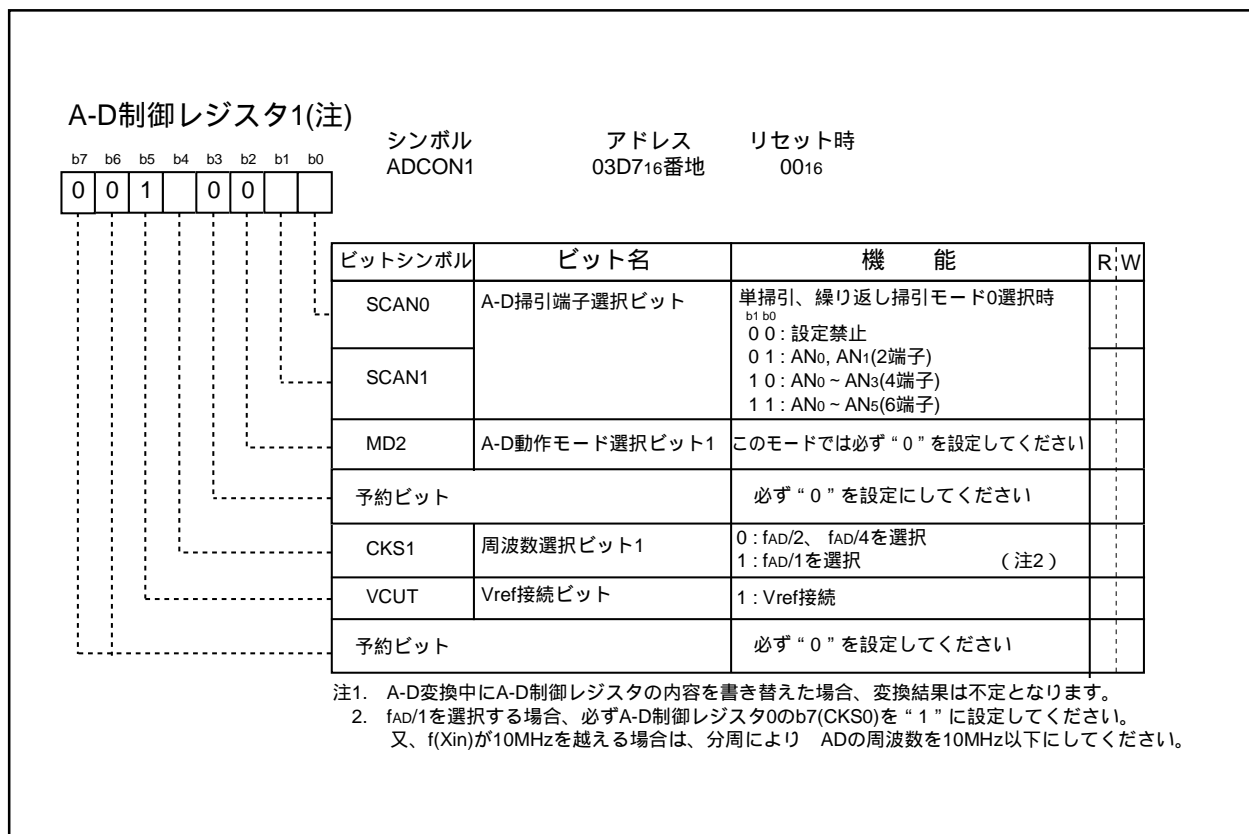 A-D制御レジスタ1(注)
シンボル アドレス リセット時
ADCON1 03D716番地 0016
b7 b6 b5 b4 b3 b2 b1 b0
0 0 1 0 0
ビットシンボル ビット名 機 能 R W
SCAN0 A-D掃引端子選択ビット 単掃引、繰り返し掃引モード0選択時
b1 b0
0 0 : 設定禁止
0 1 : AN0, AN1(2端子)
SCAN1 1 0 : AN0 ~ AN3(4端子)
1 1 : AN0 ~ AN5(6端子)
MD2 A-D動作モード選択ビット1 このモードでは必ず“ 0 ”を設定してください
予約ビット 必ず“ 0 ”を設定にしてください
CKS1 周波数選択ビット1 0 : fAD/2、 fAD/4を選択
1 : fAD/1を選択 （注2）
VCUT Vref接続ビット 1 : Vref接続
予約ビット 必ず“ 0 ”を設定してください
注1. A-D変換中にA-D制御レジスタの内容を書き替えた場合、変換結果は不定となります。
2. fAD/1を選択する場合、必ずA-D制御レジスタ0のb7(CKS0)を“ 1 ”に設定してください。
又、f(Xin)が10MHzを越える場合は、分周により ADの周波数を10MHz以下にしてください。